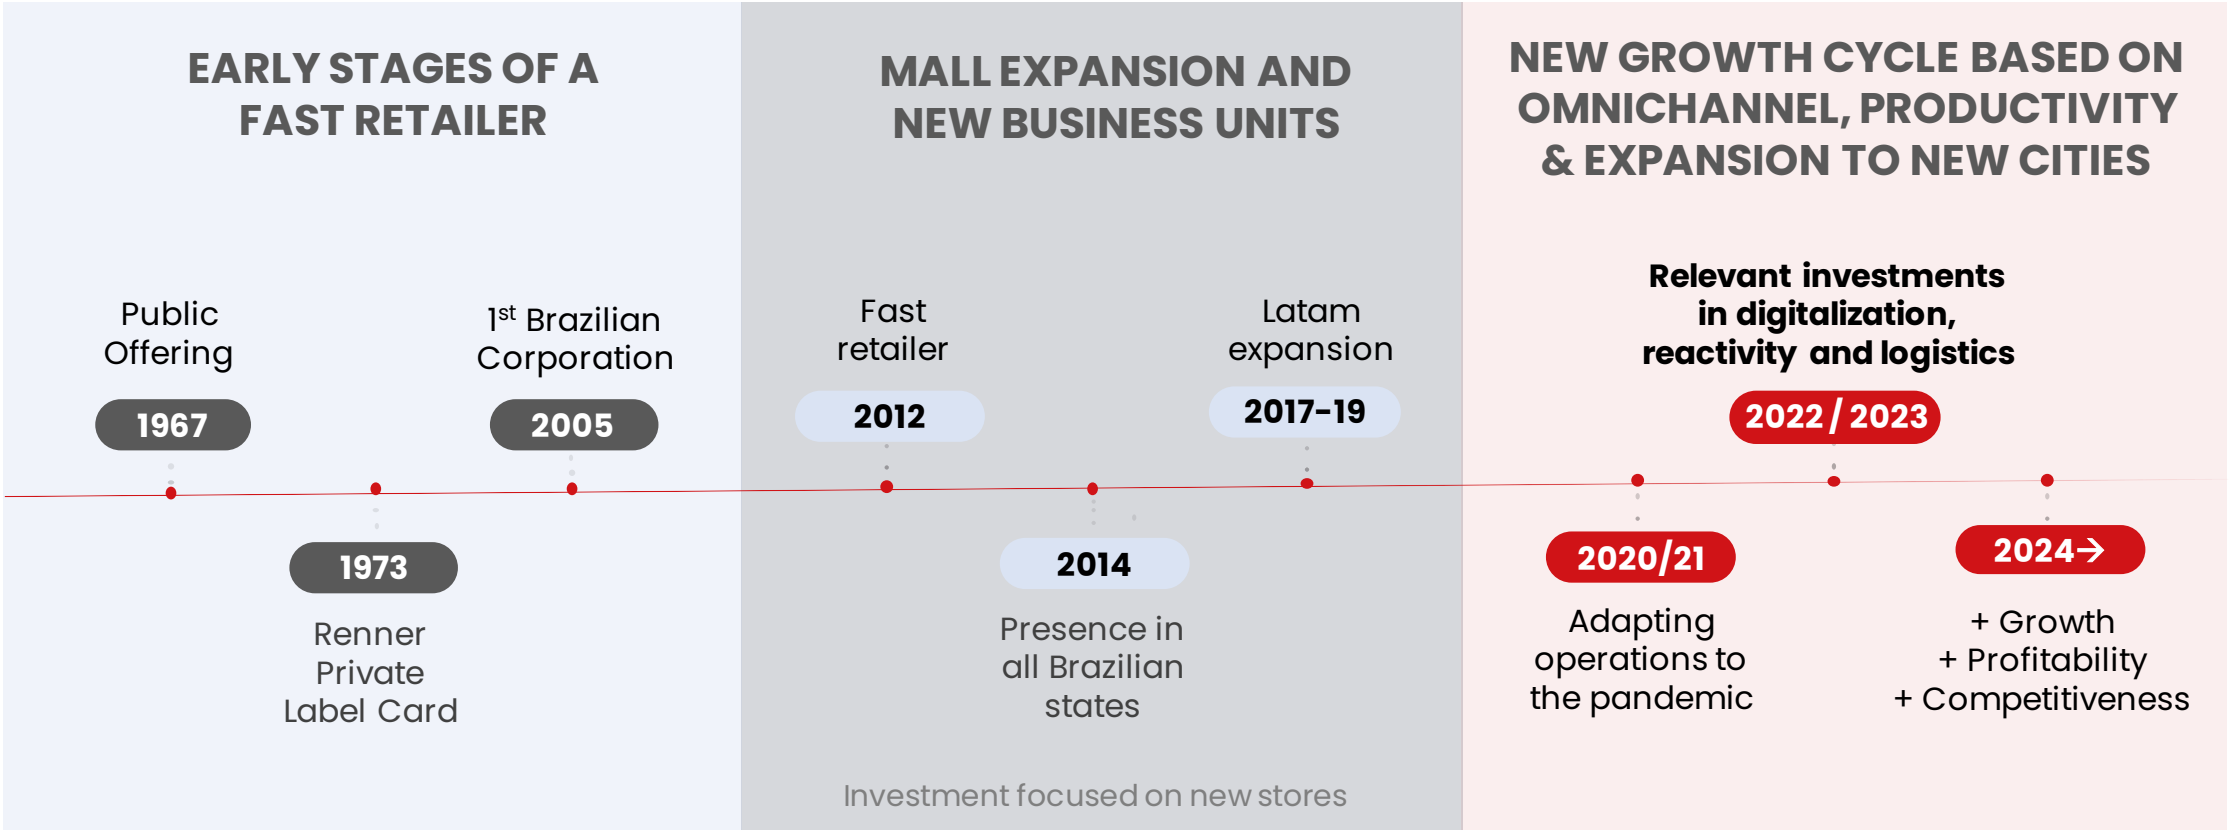 EARLY STAGES OF A
FAST RETAILER
Public
Offering
1967
1973
Renner
Private
Label Card
1st Brazilian
Corporation
2005
MALL EXPANSION AND
NEW BUSINESS UNITS
Fast
retailer
2012
2014
Presence in
all Brazilian
states
Latam
expansion
2017-19
Investment focused on new stores
NEW GROWTH CYCLE BASED ON
OMNICHANNEL, PRODUCTIVITY
& EXPANSION TO NEW CITIES
2020/21
Adapting
operations to
the pandemic
Relevant investments
in digitalization,
reactivity and logistics
2022 / 2023
2024→
+ Growth
+ Profitability
+ Competitiveness